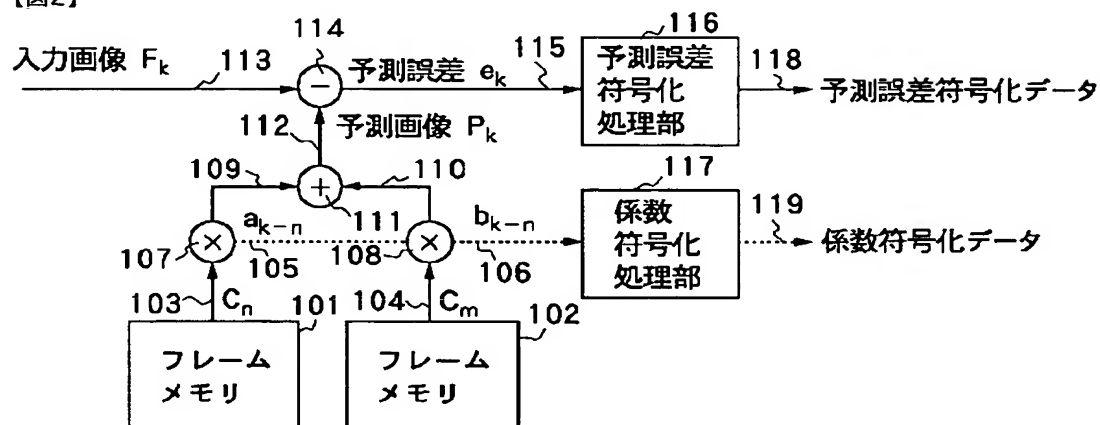 【図2】
入力画像 Fk
113
114
−
予測誤差 ek
115
116
予測誤差
符号化
処理部
118
予測誤差符号化データ
112
予測画像 Pk
109
110
+
111
117
係数
符号化
処理部
119
係数符号化データ
107
×
ak−n
105
108
×
bk−n
106
103
Cn
101
フレーム
メモリ
104
Cm
102
フレーム
メモリ